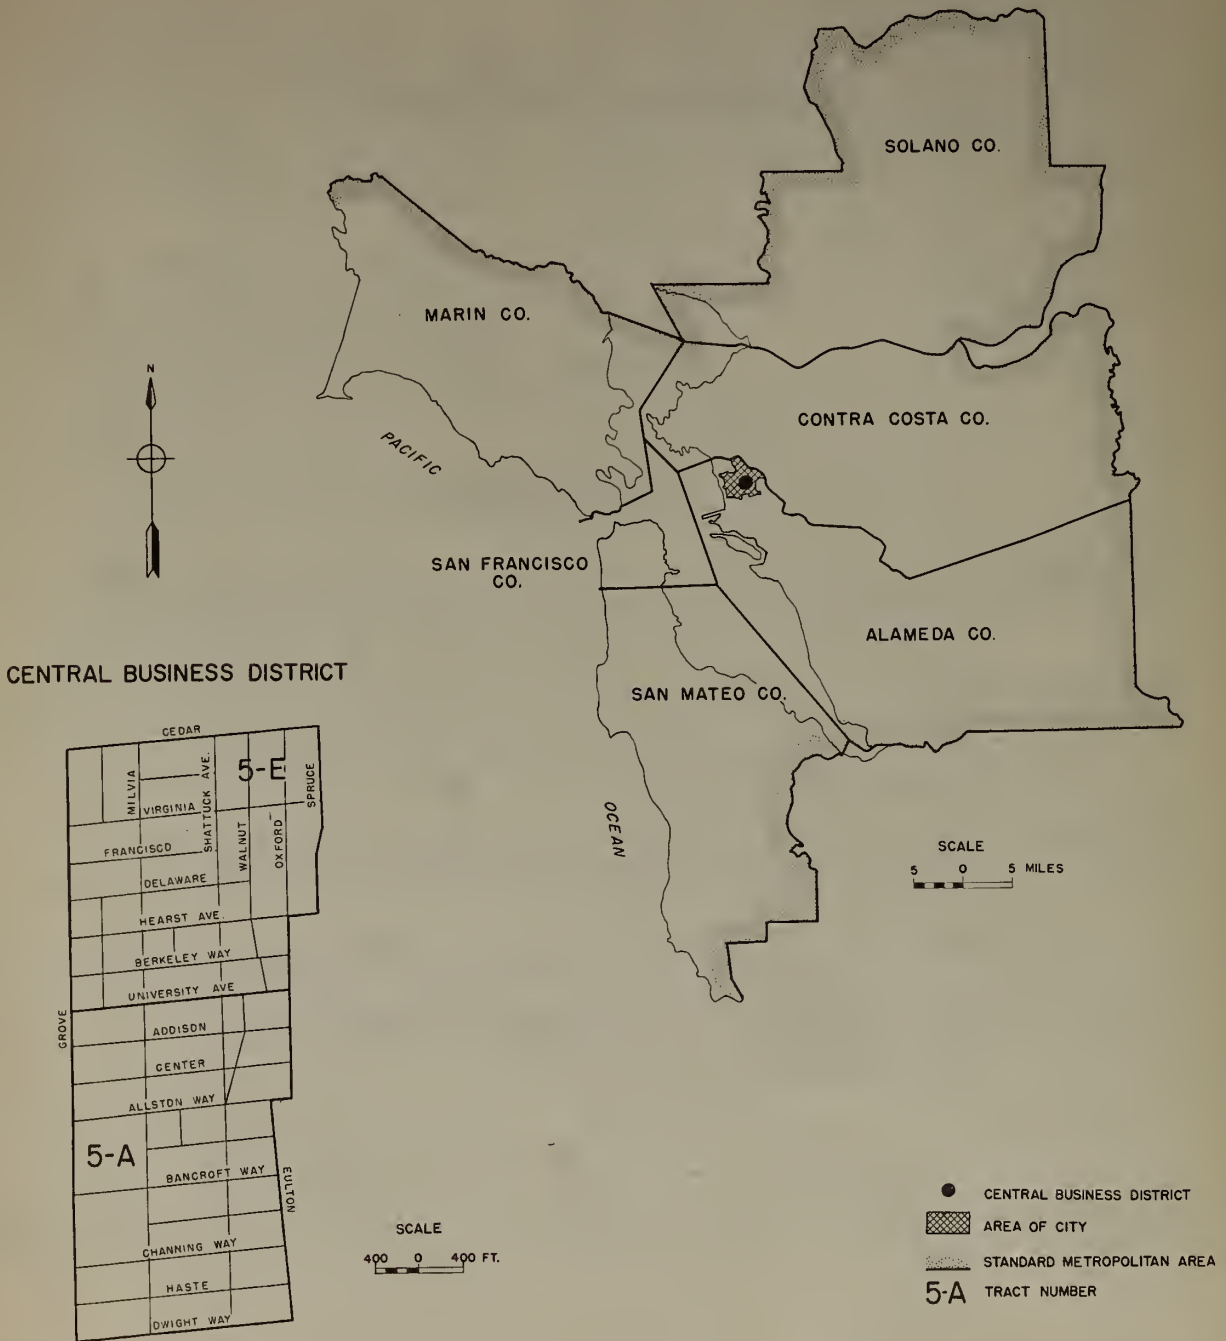 SOLANO CO.
MARIN CO.
N
CONTRA COSTA CO.
PACIFIC
SAN FRANCISCO
CO.
ALAMEDA CO.
SAN MATEO CO.
OCEAN
SCALE
5 0 5 MILES
CENTRAL BUSINESS DISTRICT
CEDAR
5-E
MILVIA
SHATTUCK AVE.
SPRUCE
VIRGINIA
WALNUT
OXFORD
FRANCISCO
DELAWARE
HEARST AVE.
BERKELEY WAY
UNIVERSITY AVE
GROVE
ADDISON
CENTER
ALLSTON WAY
5-A
BANCROFT WAY
EULTON
CHANNING WAY
HASTE
DWIGHT WAY
SCALE
400 0 400 FT.
CENTRAL BUSINESS DISTRICT
AREA OF CITY
STANDARD METROPOLITAN AREA
5-A TRACT NUMBER